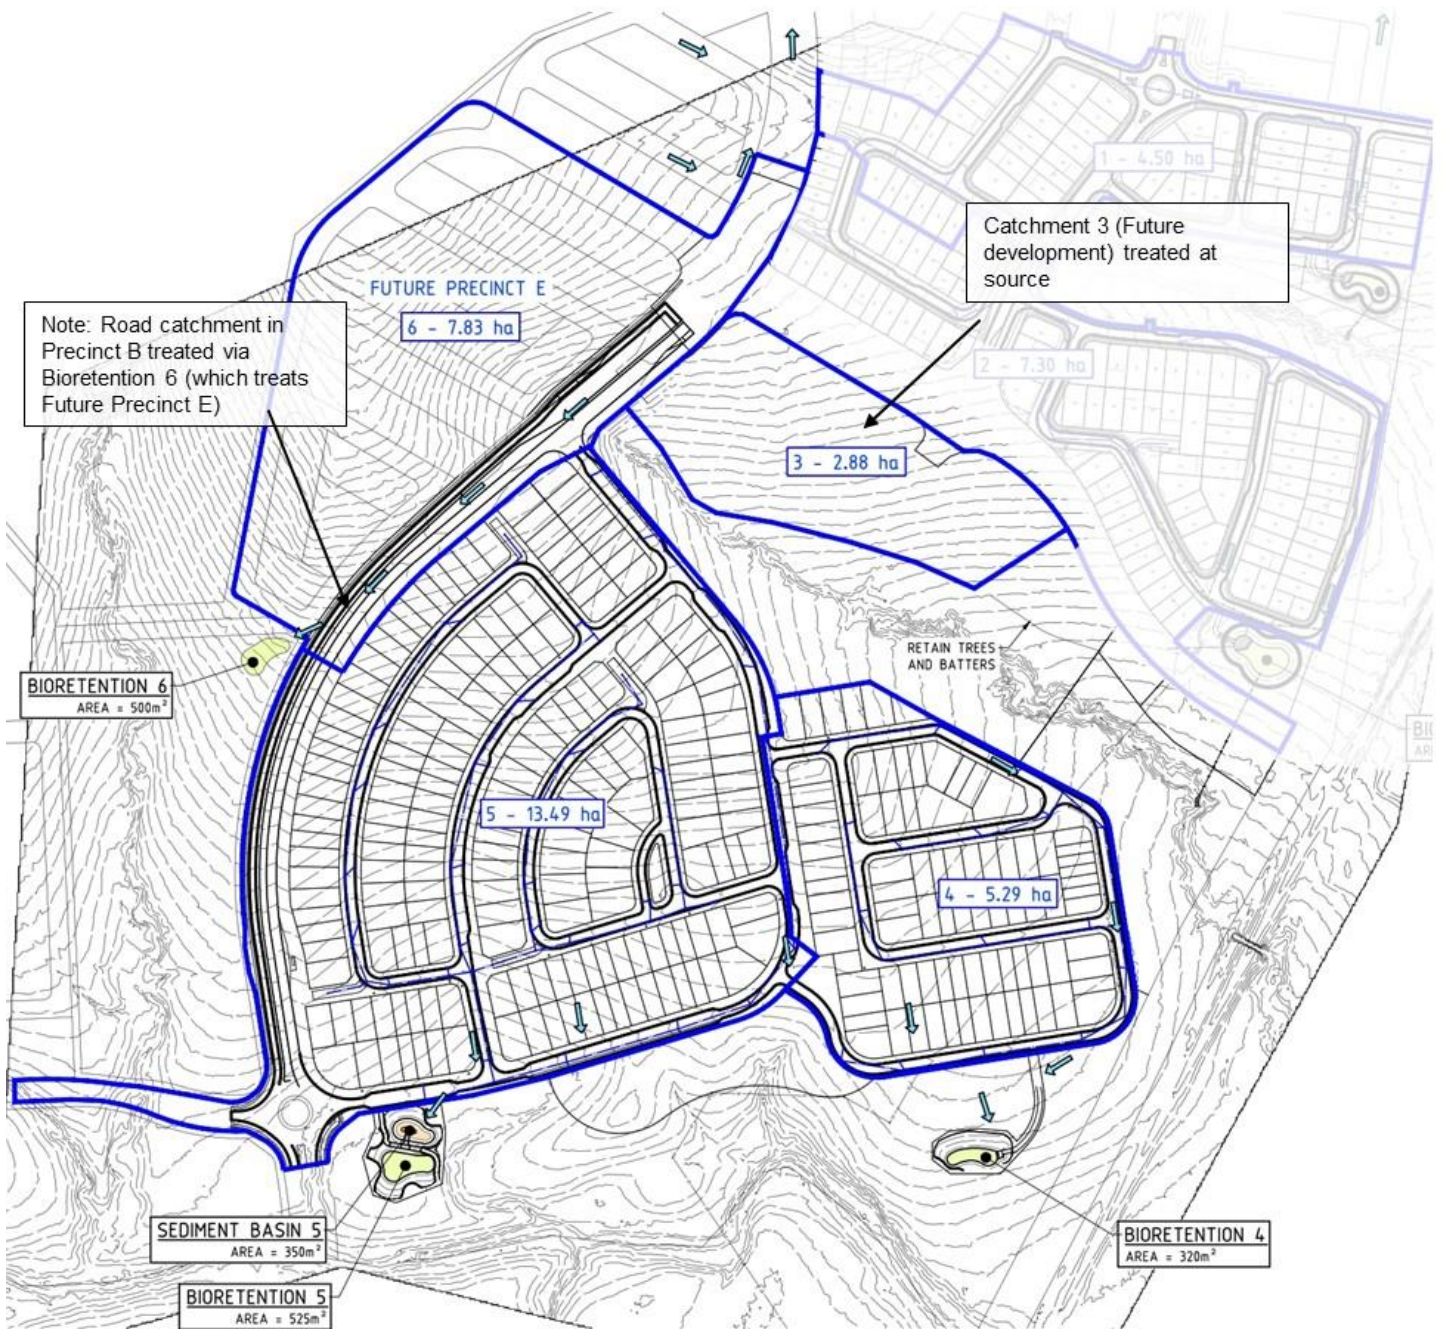 1 - 4.50 ha
Catchment 3 (Future
development) treated at
source
FUTURE PRECINCT E
6 - 7.83 ha
Note: Road catchment in
Precinct B treated via
Bioretention 6 (which treats
Future Precinct E)
2 - 7.30 ha
3 - 2.88 ha
RETAIN TREES
AND BATTERS
BIORETENTION 6
AREA = 500m²
5 - 13.49 ha
4 - 5.29 ha
SEDIMENT BASIN 5
AREA = 350m²
BIORETENTION 4
AREA = 320m²
BIORETENTION 5
AREA = 525m²